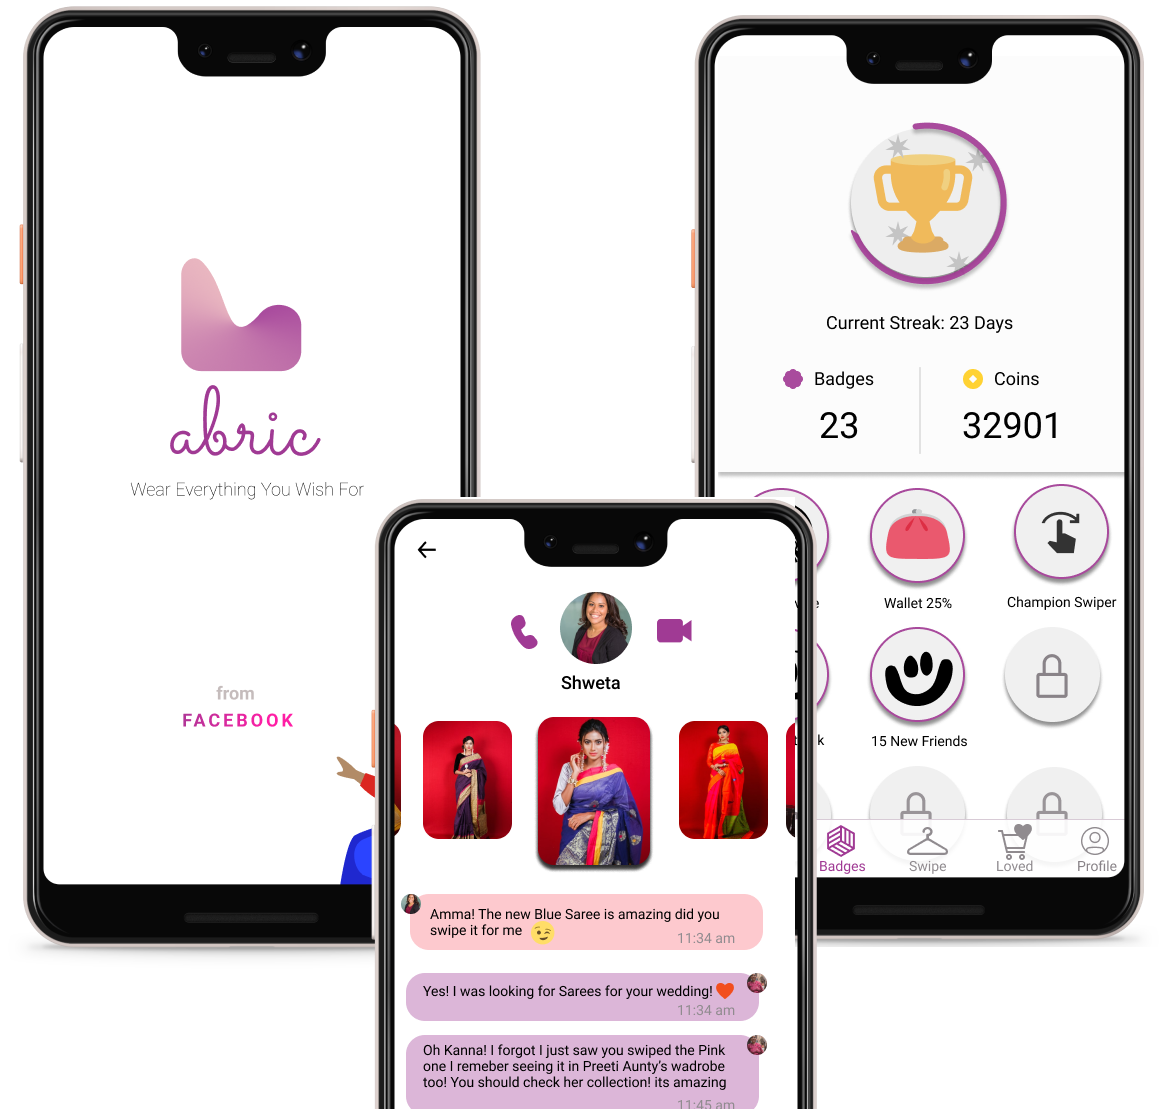 abric
Wear Everything You Wish For
from
FACEBOOK
Current Streak: 23 Days
Badges
23
Coins
32901
Wallet 25%
Champion Swiper
15 New Friends
Badges
Swipe
Loved
Profile
Shweta
Amma! The new Blue Saree is amazing did you
swipe it for me
11:34 am
Yes! I was looking for Sarees for your wedding!
11:34 am
Oh Kanna! I forgot I just saw you swiped the Pink
one I remeber seeing it in Preeti Aunty's wadrobe
too! You should check her collection! its amazing
11:45 am